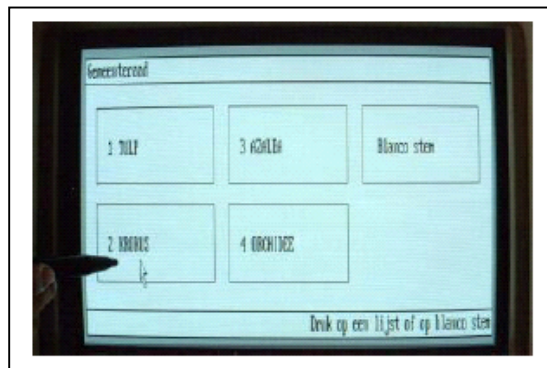 Gemeenteraad
1 TULP
3 AZALEA
Blanco stem
2 KROKUS
4 ORCHIDEE
Druk op een lijst of op blanco stem